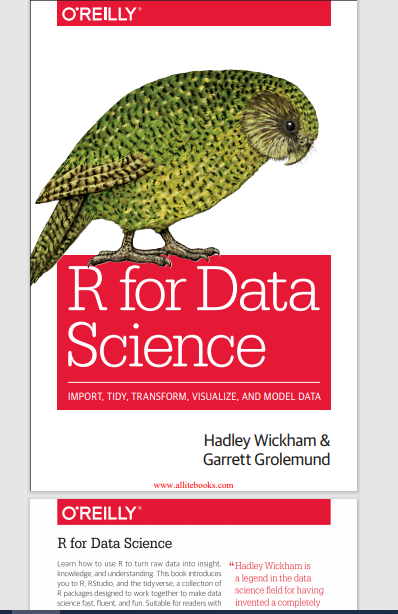 O'REILLY®
R for Data
Science
IMPORT, TIDY, TRANSFORM, VISUALIZE, AND MODEL DATA
Hadley Wickham &
Garrett Grolemund
www.allitebooks.com
O'REILLY®
R for Data Science
Learn how to use R to turn raw data into insight,
knowledge, and understanding. This book introduces
you to R, RStudio, and the tidyverse, a collection of
R packages designed to work together to make data
science fast, fluent, and fun. Suitable for readers with
“Hadley Wickham is
a legend in the data
science field for having
invented a completely